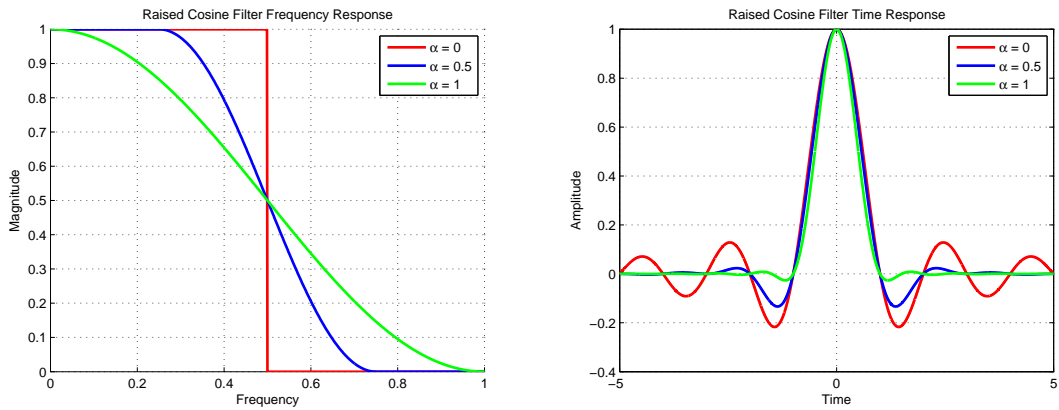 Raised Cosine Filter Frequency Response
1
0.9
0.8
0.7
0.6
0.5
0.4
0.3
0.2
0.1
0
Magnitude
0
0.2
0.4
0.6
0.8
1
Frequency
α = 0
α = 0.5
α = 1
Raised Cosine Filter Time Response
1
0.8
0.6
0.4
0.2
0
−0.2
−0.4
Amplitude
−5
0
5
Time
α = 0
α = 0.5
α = 1